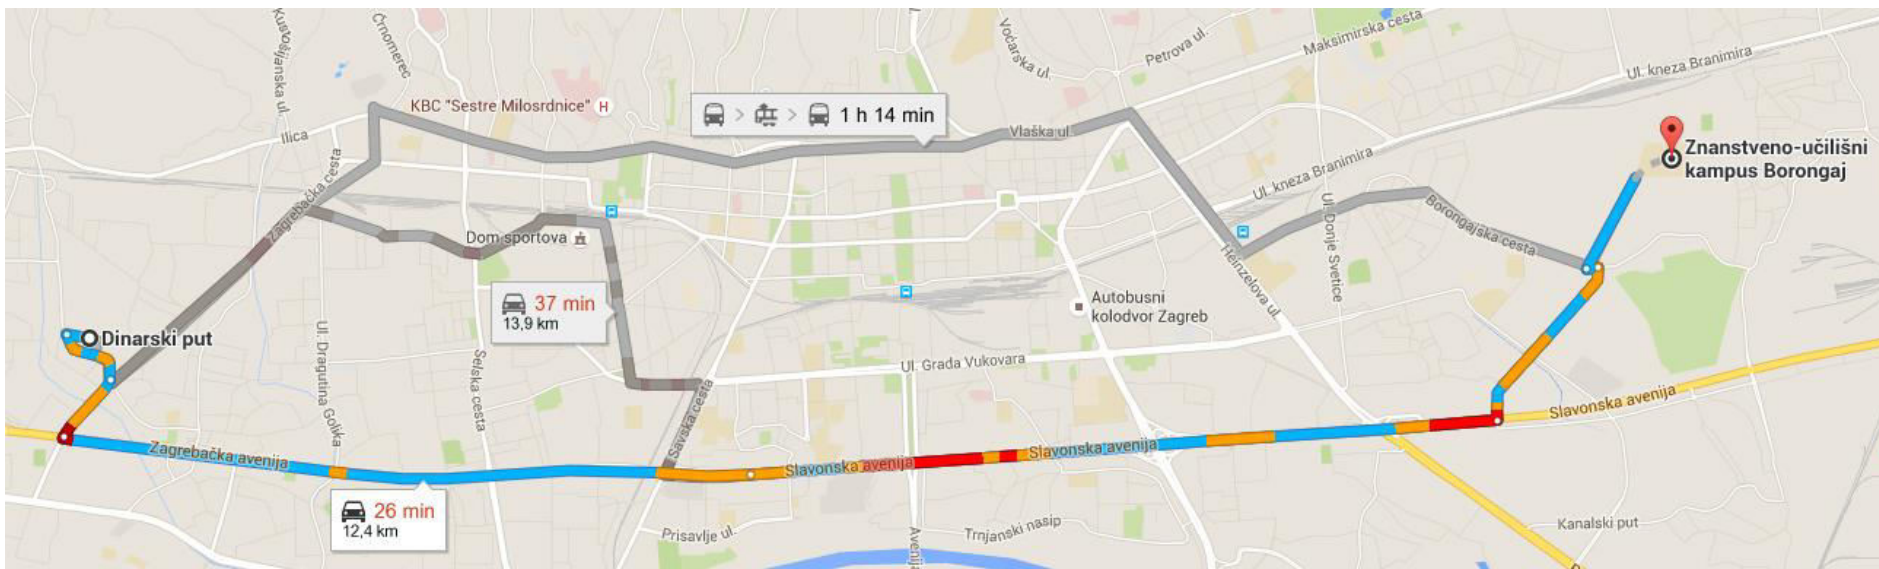 Kustošijanska ul.
Črnomerec
Voćarska ul.
Petrova ul.
Maksimirska cesta
Ul. kneza Branimira
KBC "Sestre Milosrdnice" H
> > 1 h 14 min
Ilica
Vlaška ul.
Zagrebačka cesta
Ul. kneza Branimira
Znanstveno-učilišni
kampus Borongaj
Dom sportova
Borongajska cesta
Ul. Donje Svetice
Heinzelova ul.
37 min
13,9 km
Autobusni
kolodvor Zagreb
Dinarski put
Ul. Dragutina Golika
Selska cesta
Ul. Grada Vukovara
Savska cesta
Slavonska avenija
Zagrebačka avenija
Slavonska avenija
Slavonska avenija
26 min
12,4 km
Prisavlje ul.
Avenija
Trnjanski nasip
Kanalski put